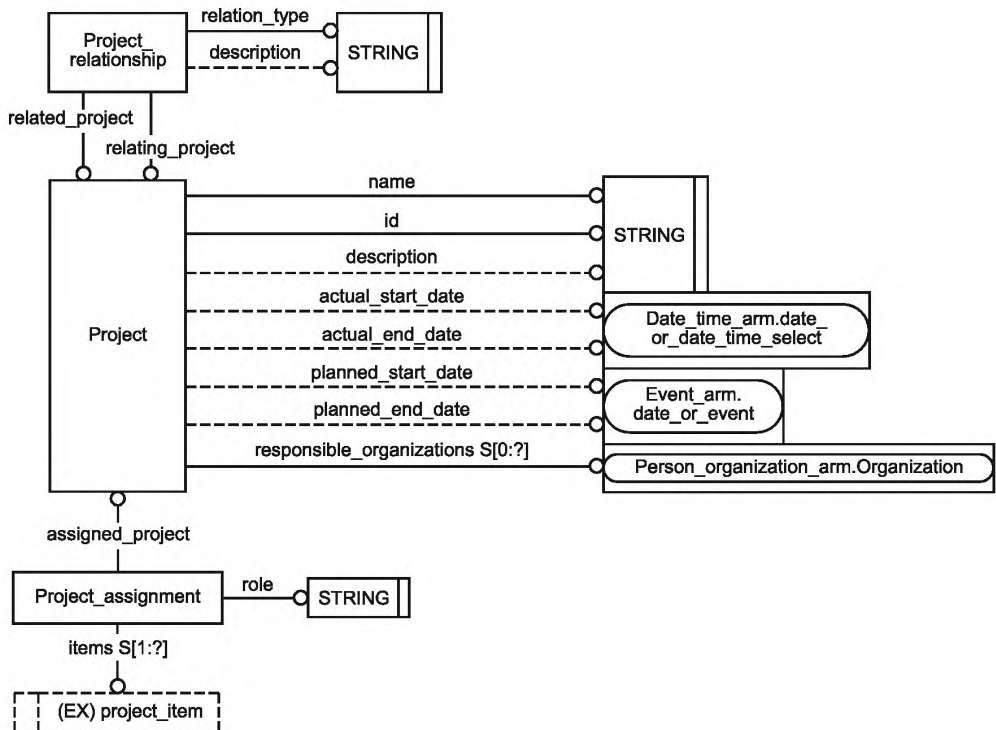 relation_type
Project_
relationship
description
STRING
related_project
relating_project
name
id
STRING
description
actual_start_date
Date_time_arm.date_
or_date_time_select
Project
actual_end_date
planned_start_date
Event_arm.
date_or_event
planned_end_date
responsible_organizations S[0:?]
Person_organization_arm.Organization
assigned_project
Project_assignment
role
STRING
items S[1:?]
(EX) project_item